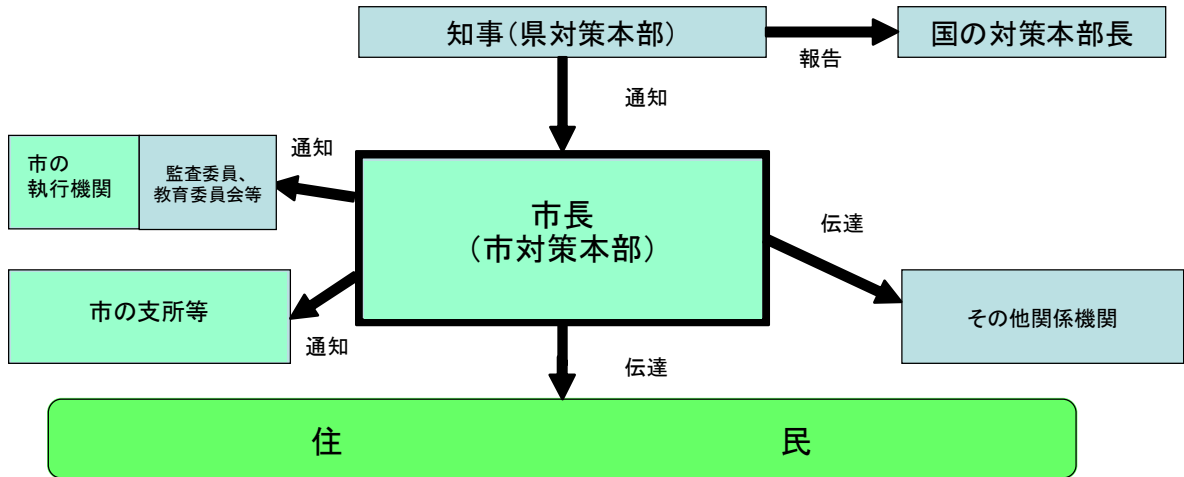 知事（県対策本部）
国の対策本部長
報告
通知
市の
執行機関
監査委員、
教育委員会等
通知
市長
（市対策本部）
伝達
市の支所等
通知
その他関係機関
伝達
住　民